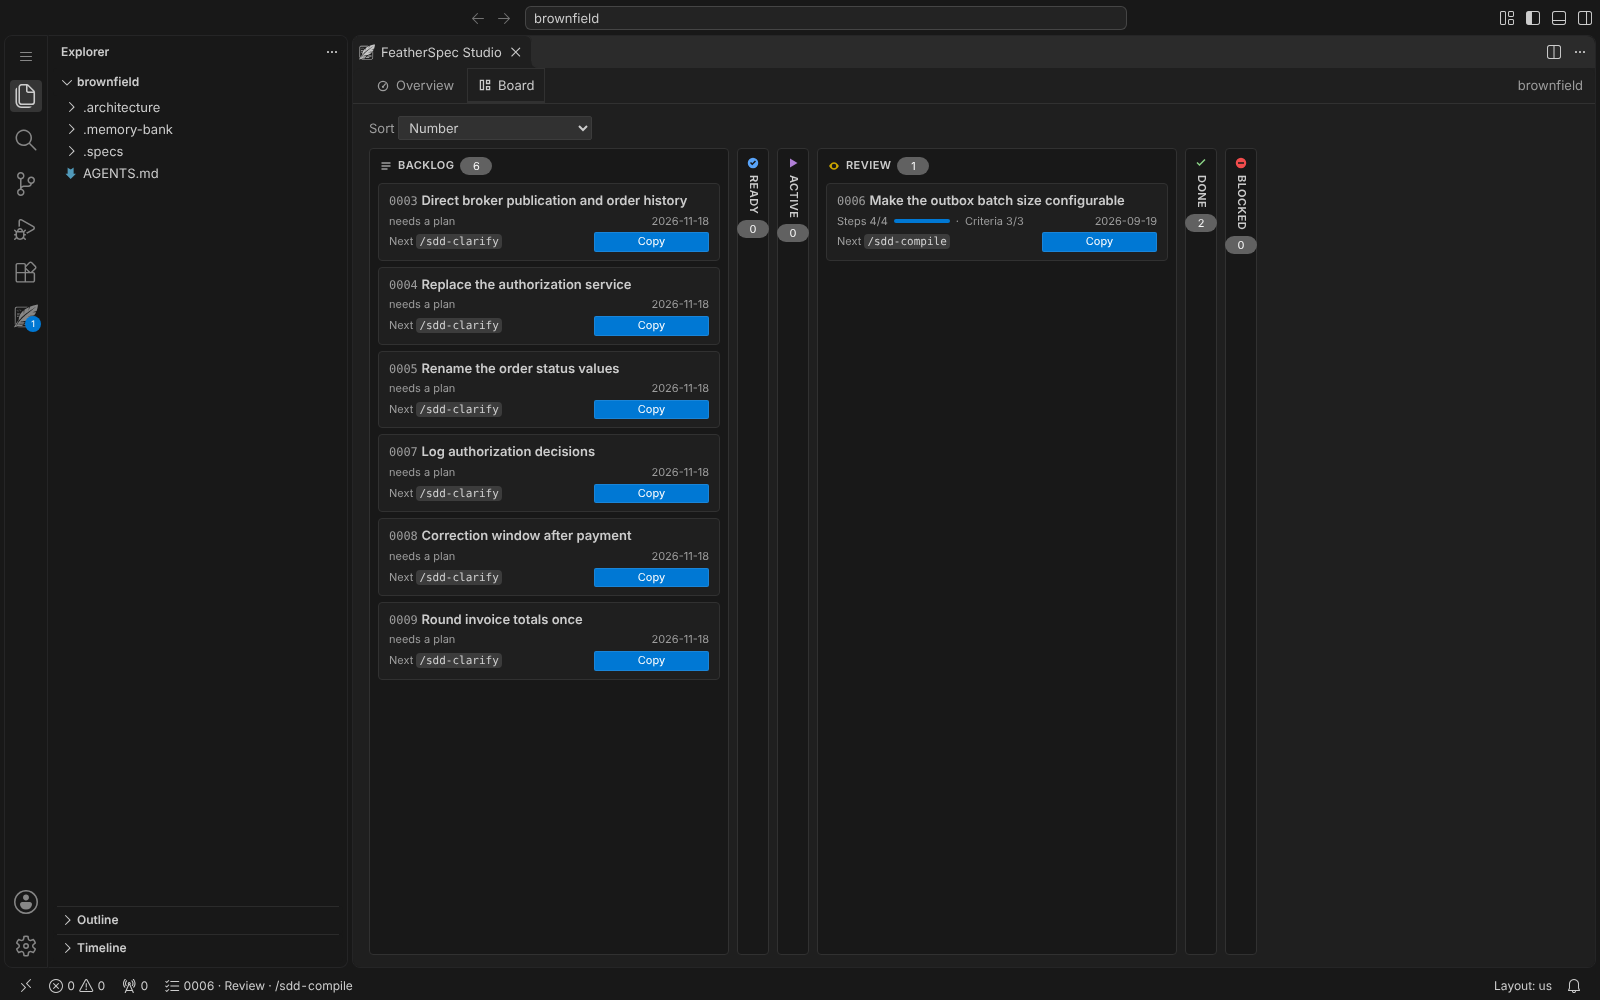 brownfield
Explorer
brownfield
.architecture
.memory-bank
.specs
AGENTS.md
Outline
Timeline
1
FeatherSpec Studio
Overview
Board
brownfield
Sort Number
BACKLOG 6
0003 Direct broker publication and order history
needs a plan 2026-11-18
Next /sdd-clarify Copy
0004 Replace the authorization service
needs a plan 2026-11-18
Next /sdd-clarify Copy
0005 Rename the order status values
needs a plan 2026-11-18
Next /sdd-clarify Copy
0007 Log authorization decisions
needs a plan 2026-11-18
Next /sdd-clarify Copy
0008 Correction window after payment
needs a plan 2026-11-18
Next /sdd-clarify Copy
0009 Round invoice totals once
needs a plan 2026-11-18
Next /sdd-clarify Copy
READY 0
ACTIVE 0
REVIEW 1
0006 Make the outbox batch size configurable
Steps 4/4 · Criteria 3/3 2026-09-19
Next /sdd-compile Copy
DONE 2
BLOCKED 0
0 0 0 0006 · Review · /sdd-compile Layout: us